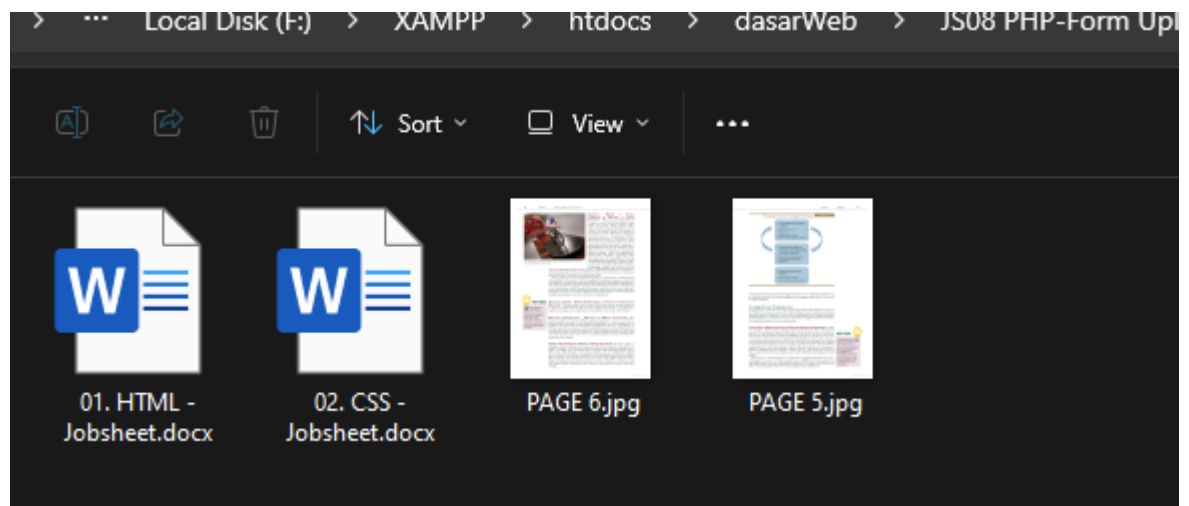 > ... Local Disk (F:) > XAMPP > htdocs > dasarWeb > JS08 PHP-Form Upl
Sort View ...
01. HTML -
Jobsheet.docx
02. CSS -
Jobsheet.docx
PAGE 6.jpg
PAGE 5.jpg